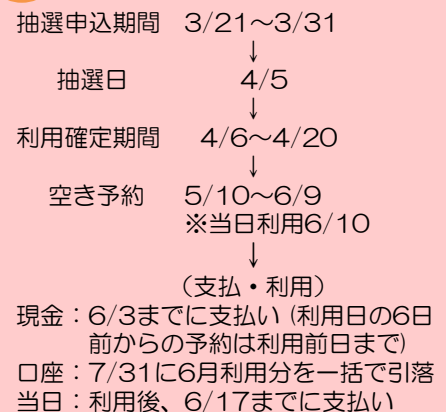 抽選申込期間 3/21～3/31
↓
抽選日 4/5
↓
利用確定期間 4/6～4/20
↓
空き予約 5/10～6/9
※当日利用6/10
↓
（支払・利用）
現金：6/3までに支払い（利用日の6日
前からの予約は利用前日まで）
口座：7/31に6月利用分を一括で引落
当日：利用後、6/17までに支払い